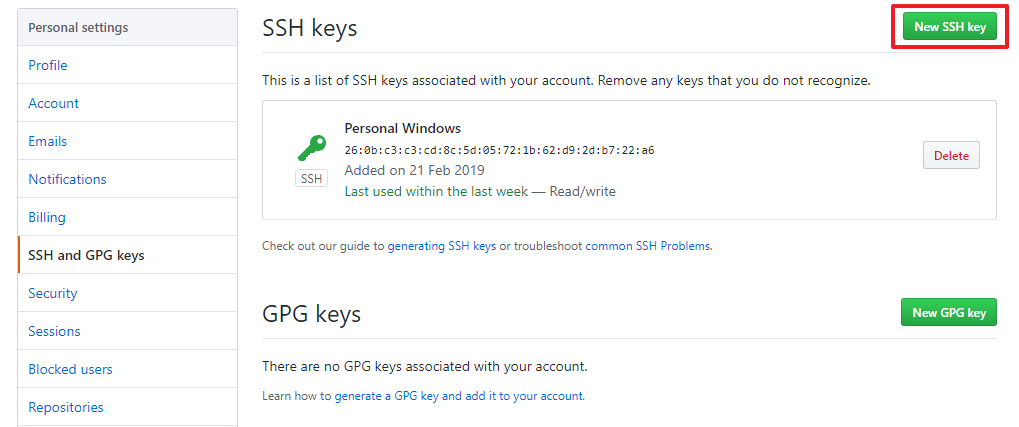 Personal settings
Profile
Account
Emails
Notifications
Billing
SSH and GPG keys
Security
Sessions
Blocked users
Repositories
SSH keys
New SSH key
This is a list of SSH keys associated with your account. Remove any keys that you do not recognize.
Personal Windows
26:0b:c3:c3:cd:8c:5d:05:72:1b:62:d9:2d:b7:22:a6
SSH
Added on 21 Feb 2019
Last used within the last week — Read/write
Delete
Check out our guide to generating SSH keys or troubleshoot common SSH Problems.
GPG keys
New GPG key
There are no GPG keys associated with your account.
Learn how to generate a GPG key and add it to your account.